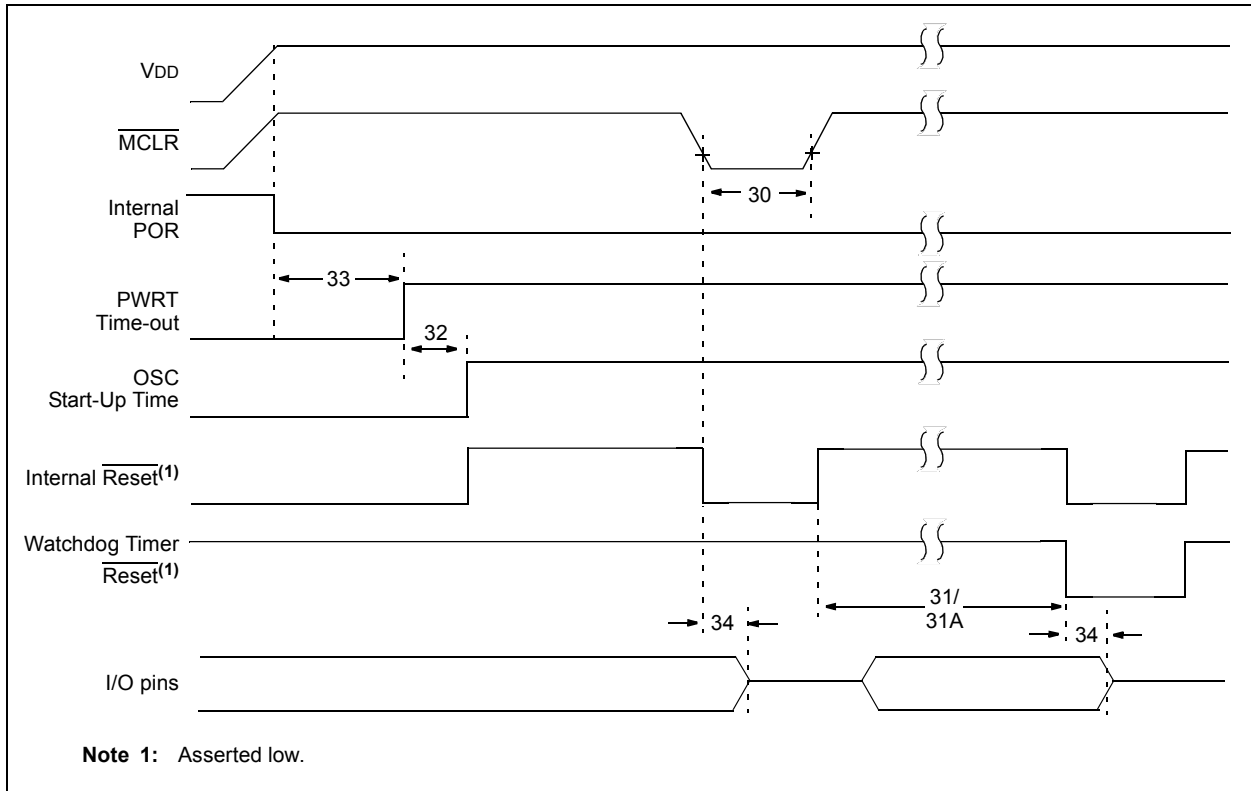 VDD
MCLR
Internal
POR
30
33
PWRT
Time-out
32
OSC
Start-Up Time
Internal Reset(1)
Watchdog Timer
Reset(1)
31/
31A
34
34
I/O pins
Note 1: Asserted low.